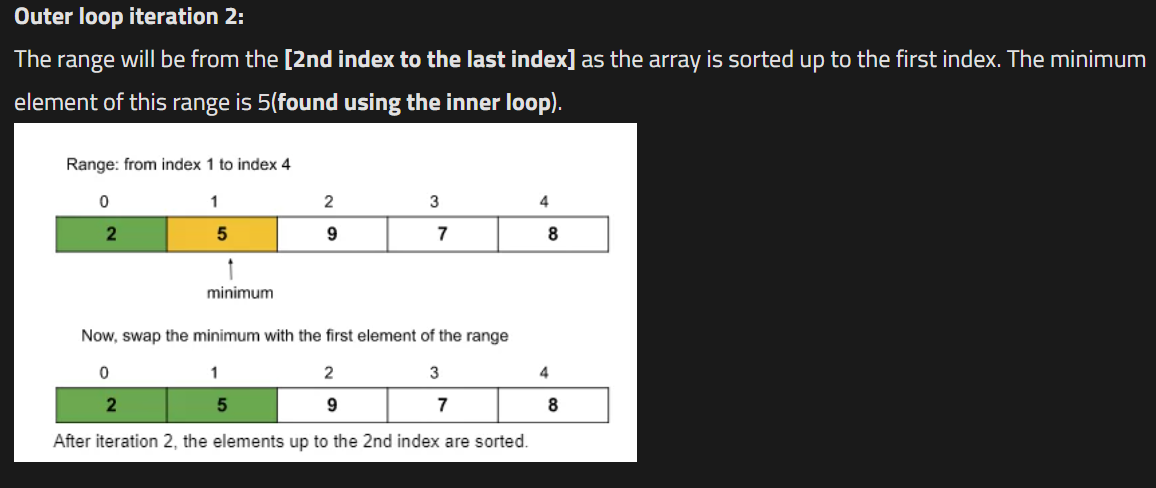 Outer loop iteration 2:
The range will be from the [2nd index to the last index] as the array is sorted up to the first index. The minimum
element of this range is 5(found using the inner loop).
Range: from index 1 to index 4
0 1 2 3 4
2 5 9 7 8
minimum
Now, swap the minimum with the first element of the range
0 1 2 3 4
2 5 9 7 8
After iteration 2, the elements up to the 2nd index are sorted.